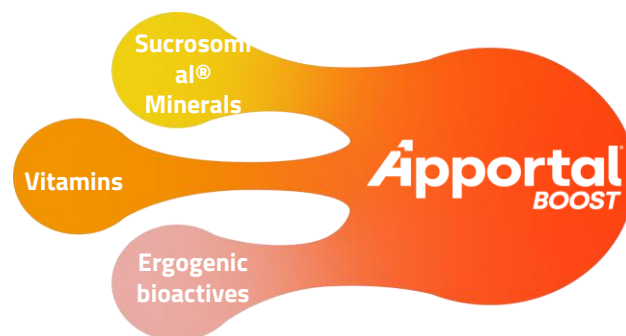 Sucrosomi
al®
Minerals
Vitamins
Apportal®
BOOST
Ergogenic
bioactives